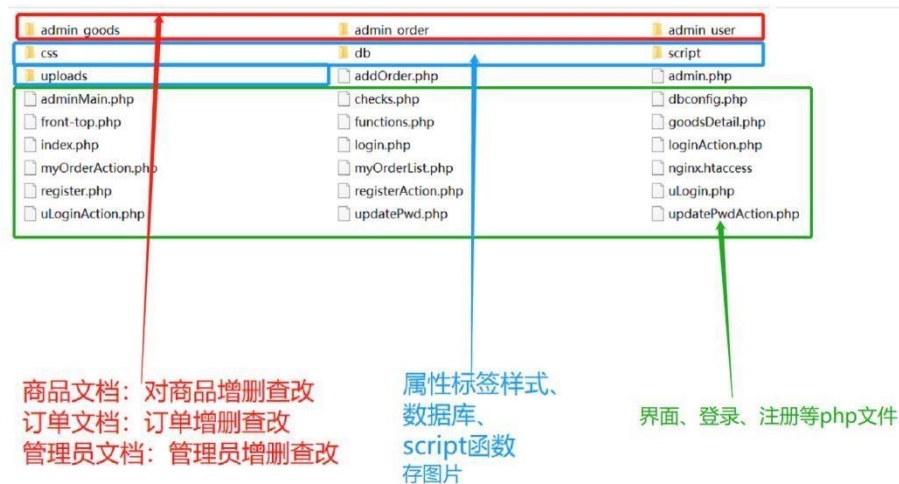 admin goods admin order admin user
css db script
uploads addOrder.php admin.php
adminMain.php checks.php dbconfig.php
front-top.php functions.php goodsDetail.php
index.php login.php loginAction.php
myOrderAction.php myOrderList.php nginx.htaccess
register.php registerAction.php uLogin.php
uLoginAction.php updatePwd.php updatePwdAction.php
商品文档：对商品增删查改
订单文档：订单增删查改
管理员文档：管理员增删查改
属性标签样式、
数据库、
script函数
存图片
界面、登录、注册等php文件